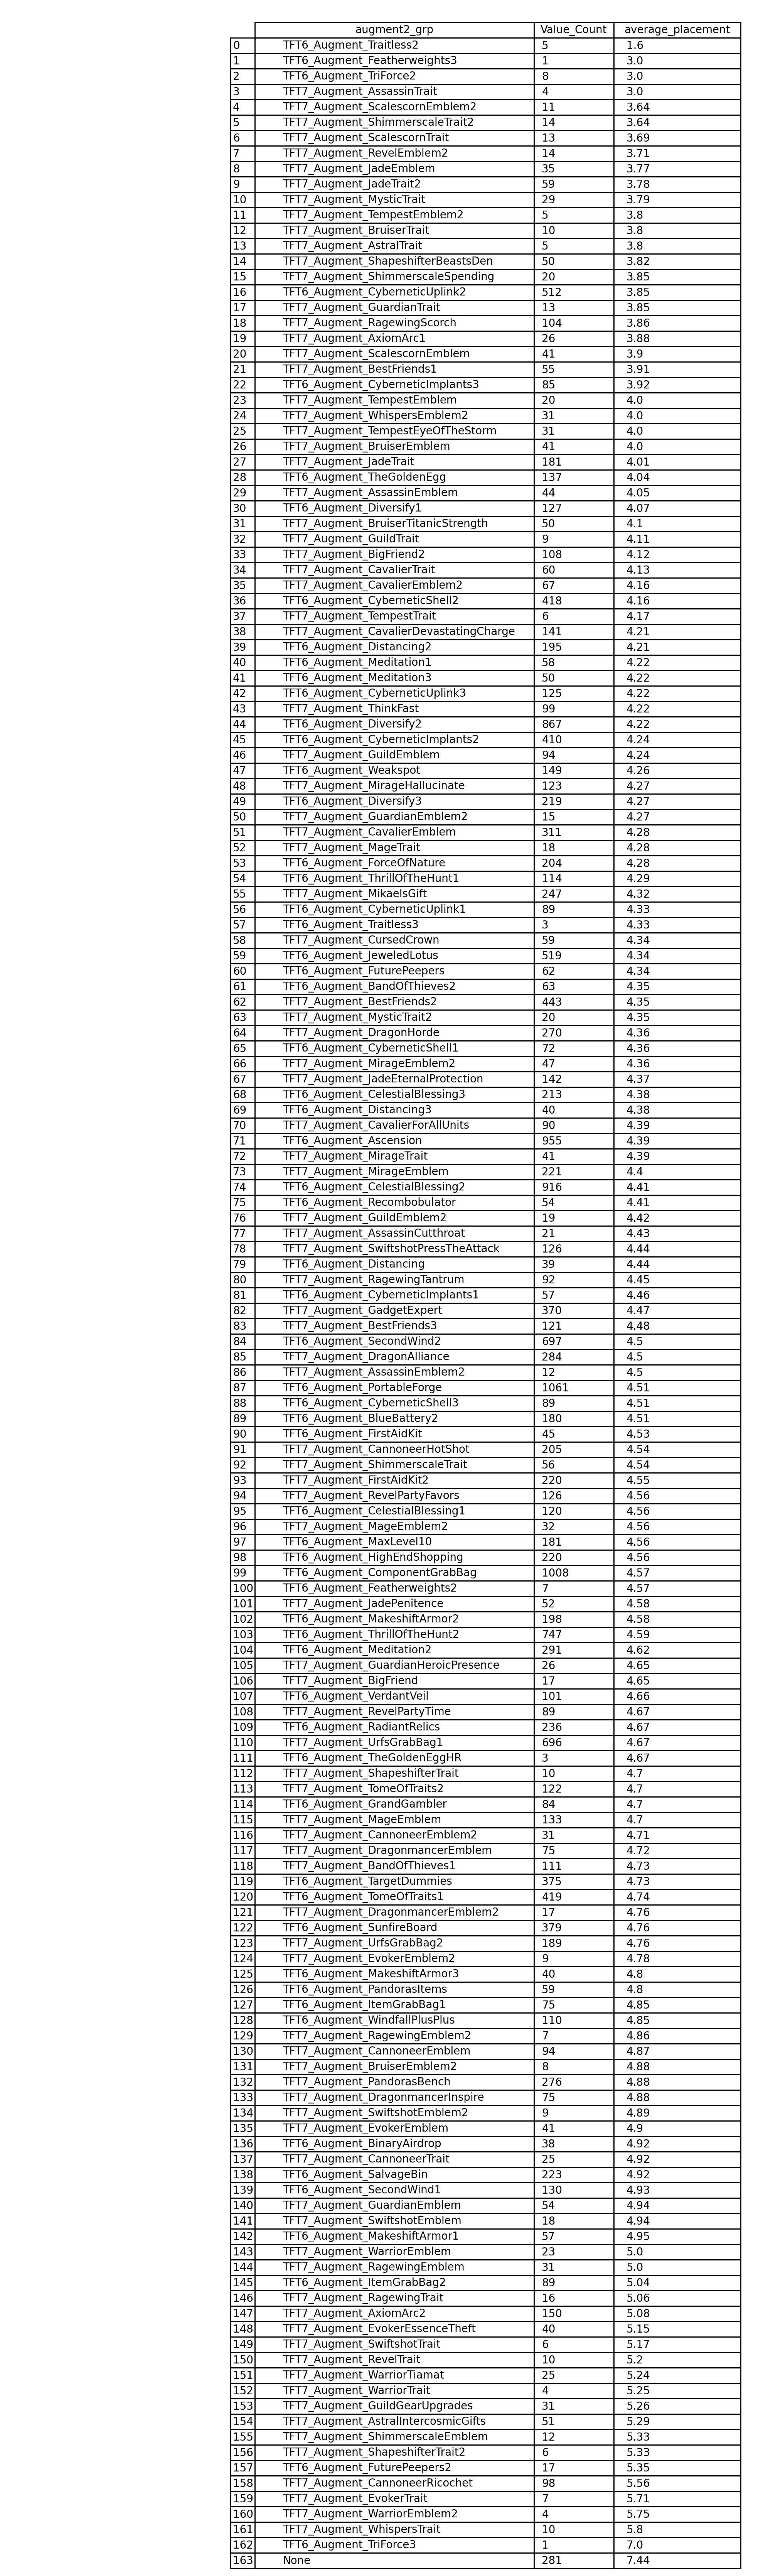 augment2_grp Value_Count average_placement
0 TFT6_Augment_Traitless2 5 1.6
1 TFT6_Augment_Featherweights3 1 3.0
2 TFT6_Augment_TriForce2 8 3.0
3 TFT7_Augment_AssassinTrait 4 3.0
4 TFT7_Augment_ScalescornEmblem2 11 3.64
5 TFT7_Augment_ShimmerscaleTrait2 14 3.64
6 TFT7_Augment_ScalescornTrait 13 3.69
7 TFT7_Augment_RevelEmblem2 14 3.71
8 TFT7_Augment_JadeEmblem 35 3.77
9 TFT7_Augment_JadeTrait2 59 3.78
10 TFT7_Augment_MysticTrait 29 3.79
11 TFT7_Augment_TempestEmblem2 5 3.8
12 TFT7_Augment_BruiserTrait 10 3.8
13 TFT7_Augment_AstralTrait 5 3.8
14 TFT7_Augment_ShapeshifterBeastsDen 50 3.82
15 TFT7_Augment_ShimmerscaleSpending 20 3.85
16 TFT6_Augment_CyberneticUplink2 512 3.85
17 TFT7_Augment_GuardianTrait 13 3.85
18 TFT7_Augment_RagewingScorch 104 3.86
19 TFT7_Augment_AxiomArc1 26 3.88
20 TFT7_Augment_ScalescornEmblem 41 3.9
21 TFT7_Augment_BestFriends1 55 3.91
22 TFT6_Augment_CyberneticImplants3 85 3.92
23 TFT7_Augment_TempestEmblem 20 4.0
24 TFT7_Augment_WhispersEmblem2 31 4.0
25 TFT7_Augment_TempestEyeOfTheStorm 31 4.0
26 TFT7_Augment_BruiserEmblem 41 4.0
27 TFT7_Augment_JadeTrait 181 4.01
28 TFT6_Augment_TheGoldenEgg 137 4.04
29 TFT7_Augment_AssassinEmblem 44 4.05
30 TFT6_Augment_Diversify1 127 4.07
31 TFT7_Augment_BruiserTitanicStrength 50 4.1
32 TFT7_Augment_GuildTrait 9 4.11
33 TFT7_Augment_BigFriend2 108 4.12
34 TFT7_Augment_CavalierTrait 60 4.13
35 TFT7_Augment_CavalierEmblem2 67 4.16
36 TFT6_Augment_CyberneticShell2 418 4.16
37 TFT7_Augment_TempestTrait 6 4.17
38 TFT7_Augment_CavalierDevastatingCharge 141 4.21
39 TFT6_Augment_Distancing2 195 4.21
40 TFT6_Augment_Meditation1 58 4.22
41 TFT6_Augment_Meditation3 50 4.22
42 TFT6_Augment_CyberneticUplink3 125 4.22
43 TFT7_Augment_ThinkFast 99 4.22
44 TFT6_Augment_Diversify2 867 4.22
45 TFT6_Augment_CyberneticImplants2 410 4.24
46 TFT7_Augment_GuildEmblem 94 4.24
47 TFT6_Augment_Weakspot 149 4.26
48 TFT7_Augment_MirageHallucinate 123 4.27
49 TFT6_Augment_Diversify3 219 4.27
50 TFT7_Augment_GuardianEmblem2 15 4.27
51 TFT7_Augment_CavalierEmblem 311 4.28
52 TFT7_Augment_MageTrait 18 4.28
53 TFT6_Augment_ForceOfNature 204 4.28
54 TFT6_Augment_ThrillOfTheHunt1 114 4.29
55 TFT7_Augment_MikaelsGift 247 4.32
56 TFT6_Augment_CyberneticUplink1 89 4.33
57 TFT6_Augment_Traitless3 3 4.33
58 TFT7_Augment_CursedCrown 59 4.34
59 TFT6_Augment_JeweledLotus 519 4.34
60 TFT6_Augment_FuturePeepers 62 4.34
61 TFT6_Augment_BandOfThieves2 63 4.35
62 TFT7_Augment_BestFriends2 443 4.35
63 TFT7_Augment_MysticTrait2 20 4.35
64 TFT7_Augment_DragonHorde 270 4.36
65 TFT6_Augment_CyberneticShell1 72 4.36
66 TFT7_Augment_MirageEmblem2 47 4.36
67 TFT7_Augment_JadeEternalProtection 142 4.37
68 TFT6_Augment_CelestialBlessing3 213 4.38
69 TFT6_Augment_Distancing3 40 4.38
70 TFT7_Augment_CavalierForAllUnits 90 4.39
71 TFT6_Augment_Ascension 955 4.39
72 TFT7_Augment_MirageTrait 41 4.39
73 TFT7_Augment_MirageEmblem 221 4.4
74 TFT6_Augment_CelestialBlessing2 916 4.41
75 TFT6_Augment_Recombobulator 54 4.41
76 TFT7_Augment_GuildEmblem2 19 4.42
77 TFT7_Augment_AssassinCutthroat 21 4.43
78 TFT7_Augment_SwiftshotPressTheAttack 126 4.44
79 TFT6_Augment_Distancing 39 4.44
80 TFT7_Augment_RagewingTantrum 92 4.45
81 TFT6_Augment_CyberneticImplants1 57 4.46
82 TFT7_Augment_GadgetExpert 370 4.47
83 TFT7_Augment_BestFriends3 121 4.48
84 TFT6_Augment_SecondWind2 697 4.5
85 TFT7_Augment_DragonAlliance 284 4.5
86 TFT7_Augment_AssassinEmblem2 12 4.5
87 TFT6_Augment_PortableForge 1061 4.51
88 TFT6_Augment_CyberneticShell3 89 4.51
89 TFT6_Augment_BlueBattery2 180 4.51
90 TFT6_Augment_FirstAidKit 45 4.53
91 TFT7_Augment_CannoneerHotShot 205 4.54
92 TFT7_Augment_ShimmerscaleTrait 56 4.54
93 TFT7_Augment_FirstAidKit2 220 4.55
94 TFT7_Augment_RevelPartyFavors 126 4.56
95 TFT6_Augment_CelestialBlessing1 120 4.56
96 TFT7_Augment_MageEmblem2 32 4.56
97 TFT6_Augment_MaxLevel10 181 4.56
98 TFT6_Augment_HighEndShopping 220 4.56
99 TFT6_Augment_ComponentGrabBag 1008 4.57
100 TFT6_Augment_Featherweights2 7 4.57
101 TFT7_Augment_JadePenitence 52 4.58
102 TFT6_Augment_MakeshiftArmor2 198 4.58
103 TFT6_Augment_ThrillOfTheHunt2 747 4.59
104 TFT6_Augment_Meditation2 291 4.62
105 TFT7_Augment_GuardianHeroicPresence 26 4.65
106 TFT7_Augment_BigFriend 17 4.65
107 TFT6_Augment_VerdantVeil 101 4.66
108 TFT7_Augment_RevelPartyTime 89 4.67
109 TFT6_Augment_RadiantRelics 236 4.67
110 TFT7_Augment_UrfsGrabBag1 696 4.67
111 TFT6_Augment_TheGoldenEggHR 3 4.67
112 TFT7_Augment_ShapeshifterTrait 10 4.7
113 TFT7_Augment_TomeOfTraits2 122 4.7
114 TFT6_Augment_GrandGambler 84 4.7
115 TFT7_Augment_MageEmblem 133 4.7
116 TFT7_Augment_CannoneerEmblem2 31 4.71
117 TFT7_Augment_DragonmancerEmblem 75 4.72
118 TFT7_Augment_BandOfThieves1 111 4.73
119 TFT6_Augment_TargetDummies 375 4.73
120 TFT6_Augment_TomeOfTraits1 419 4.74
121 TFT7_Augment_DragonmancerEmblem2 17 4.76
122 TFT6_Augment_SunfireBoard 379 4.76
123 TFT7_Augment_UrfsGrabBag2 189 4.76
124 TFT7_Augment_EvokerEmblem2 9 4.78
125 TFT6_Augment_MakeshiftArmor3 40 4.8
126 TFT6_Augment_PandorasItems 59 4.8
127 TFT6_Augment_ItemGrabBag1 75 4.85
128 TFT6_Augment_WindfallPlusPlus 110 4.85
129 TFT7_Augment_RagewingEmblem2 7 4.86
130 TFT7_Augment_CannoneerEmblem 94 4.87
131 TFT7_Augment_BruiserEmblem2 8 4.88
132 TFT7_Augment_PandorasBench 276 4.88
133 TFT7_Augment_DragonmancerInspire 75 4.88
134 TFT7_Augment_SwiftshotEmblem2 9 4.89
135 TFT7_Augment_EvokerEmblem 41 4.9
136 TFT6_Augment_BinaryAirdrop 38 4.92
137 TFT7_Augment_CannoneerTrait 25 4.92
138 TFT6_Augment_SalvageBin 223 4.92
139 TFT6_Augment_SecondWind1 130 4.93
140 TFT7_Augment_GuardianEmblem 54 4.94
141 TFT7_Augment_SwiftshotEmblem 18 4.94
142 TFT6_Augment_MakeshiftArmor1 57 4.95
143 TFT7_Augment_WarriorEmblem 23 5.0
144 TFT7_Augment_RagewingEmblem 31 5.0
145 TFT6_Augment_ItemGrabBag2 89 5.04
146 TFT7_Augment_RagewingTrait 16 5.06
147 TFT7_Augment_AxiomArc2 150 5.08
148 TFT7_Augment_EvokerEssenceTheft 40 5.15
149 TFT7_Augment_SwiftshotTrait 6 5.17
150 TFT7_Augment_RevelTrait 10 5.2
151 TFT7_Augment_WarriorTiamat 25 5.24
152 TFT7_Augment_WarriorTrait 4 5.25
153 TFT7_Augment_GuildGearUpgrades 31 5.26
154 TFT7_Augment_AstralIntercosmicGifts 51 5.29
155 TFT7_Augment_ShimmerscaleEmblem 12 5.33
156 TFT7_Augment_ShapeshifterTrait2 6 5.33
157 TFT6_Augment_FuturePeepers2 17 5.35
158 TFT7_Augment_CannoneerRicochet 98 5.56
159 TFT7_Augment_EvokerTrait 7 5.71
160 TFT7_Augment_WarriorEmblem2 4 5.75
161 TFT7_Augment_WhispersTrait 10 5.8
162 TFT6_Augment_TriForce3 1 7.0
163 None 281 7.44